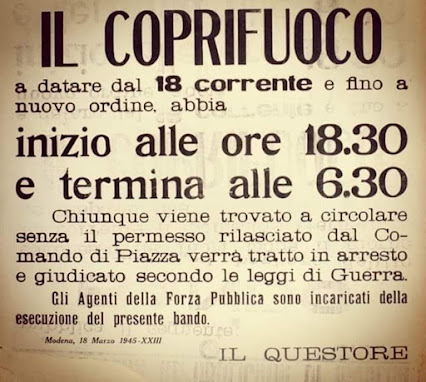 IL COPRIFUOCO
a datare dal 18 corrente e fino a
nuovo ordine, abbia
inizio alle ore 18.30
e termina alle 6.30
Chiunque viene trovato a circolare
senza il permesso rilasciato dal Co-
mando di Piazza verrà tratto in arresto
e giudicato secondo le leggi di Guerra.
Gli Agenti della Forza Pubblica sono incaricati della
esecuzione del presente bando.
Modena, 18 Marzo 1945-XXIII
IL QUESTORE